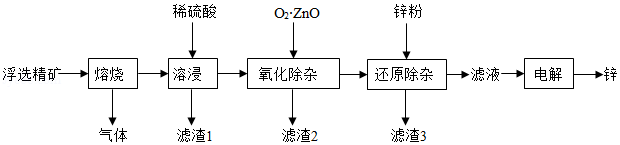 稀硫酸
O₂·ZnO
锌粉
浮选精矿
熔烧
溶浸
氧化除杂
还原除杂
滤液
电解
锌
气体
滤渣1
滤渣2
滤渣3